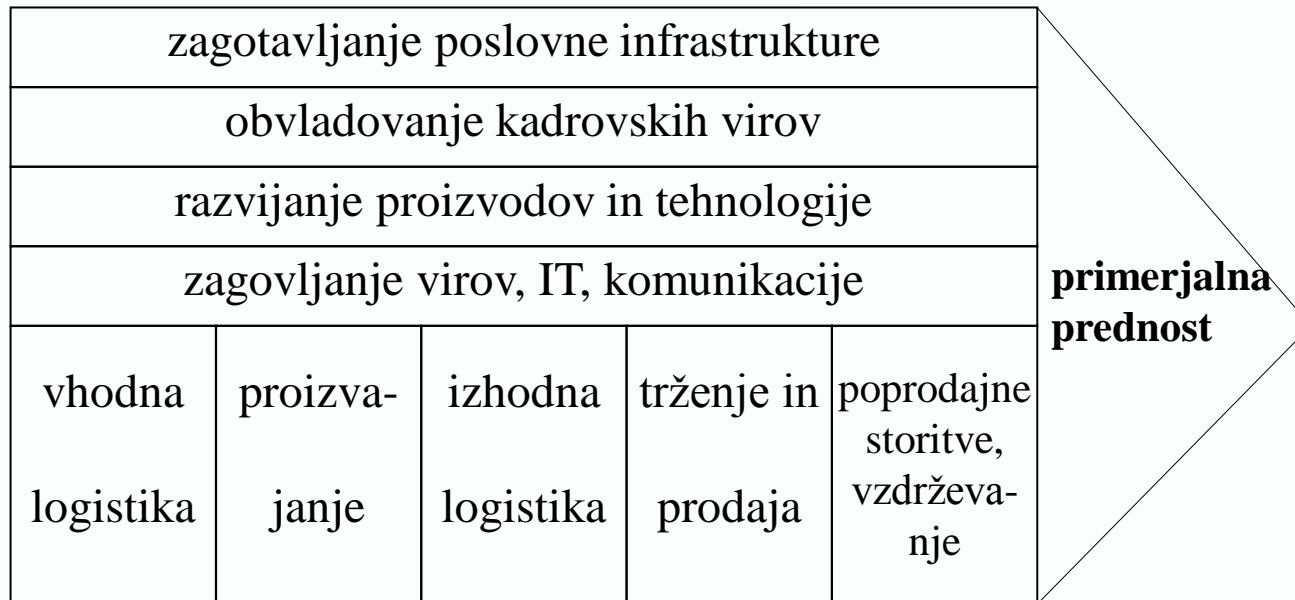 zagotavljanje poslovne infrastrukture
obvladovanje kadrovskih virov
razvijanje proizvodov in tehnologije
zagovljanje virov, IT, komunikacije
primerjalna
prednost
vhodna
logistika
proizva-
janje
izhodna
logistika
trženje in
prodaja
poprodajne
storitve,
vzdrževa-
nje